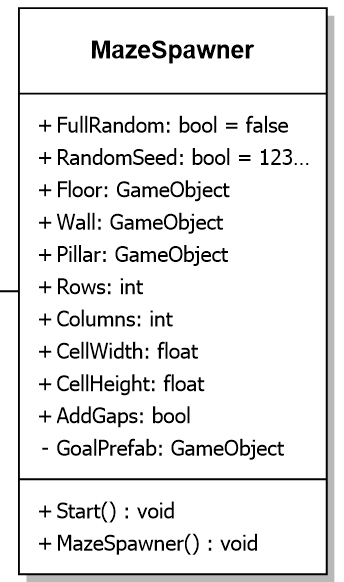 MazeSpawner
+ FullRandom: bool = false
+ RandomSeed: bool = 123...
+ Floor: GameObject
+ Wall: GameObject
+ Pillar: GameObject
+ Rows: int
+ Columns: int
+ CellWidth: float
+ CellHeight: float
+ AddGaps: bool
- GoalPrefab: GameObject
+ Start() : void
+ MazeSpawner() : void